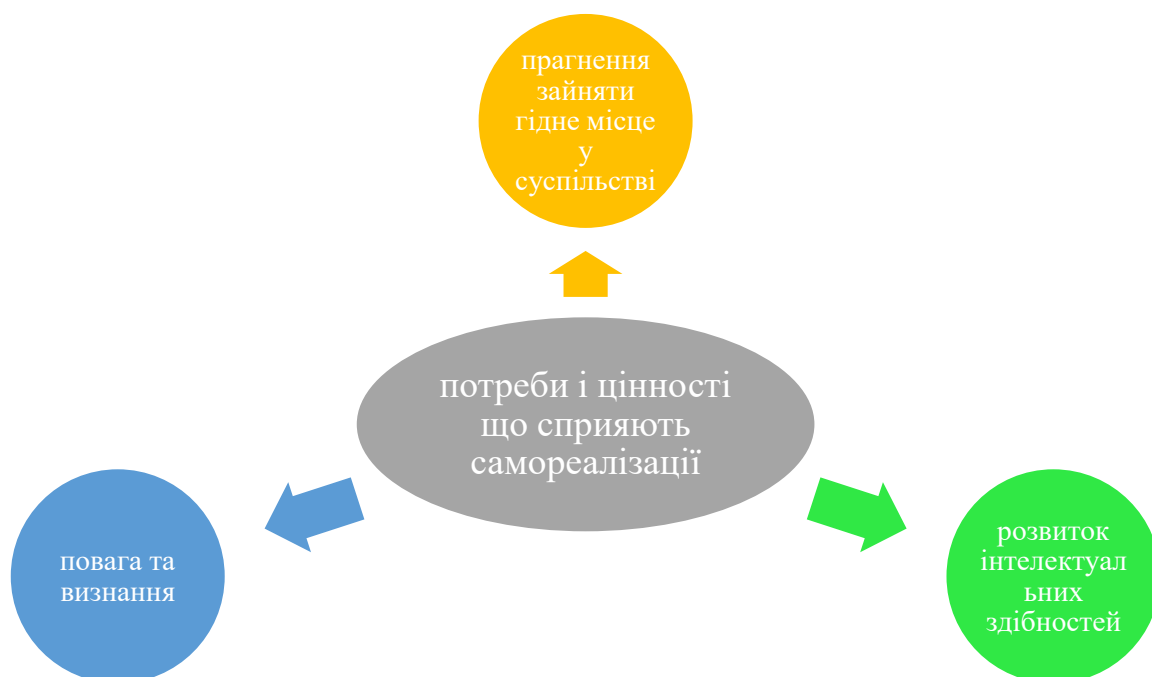 прагнення
зайняти
гідне місце
у
суспільстві
потреби і цінності
що сприяють
самореалізації
повага та
визнання
розвиток
інтелектуал
ьних
здібностей